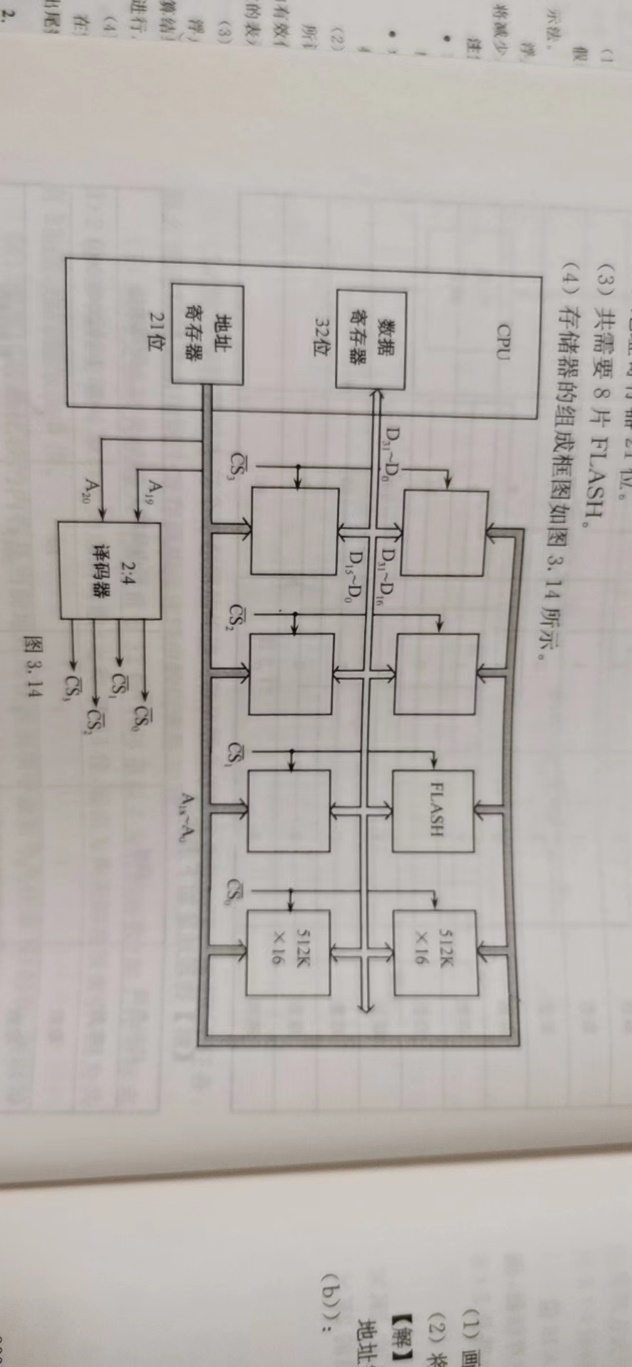 (3) 共需要 8 片 FLASH。
(4) 存储器的组成框图如图 3.14 所示。
CPU
数据
寄存器
32位
地址
寄存器
21位
D31~D0
D31~D16
D15~D0
FLASH
512K
×16
512K
×16
CS3
CS2
CS1
CS0
A18~A0
A19
A20
2:4
译码器
CS0
CS1
CS2
CS3
图 3.14
(1) 画
(2) 将
【解】
地址
(b)):